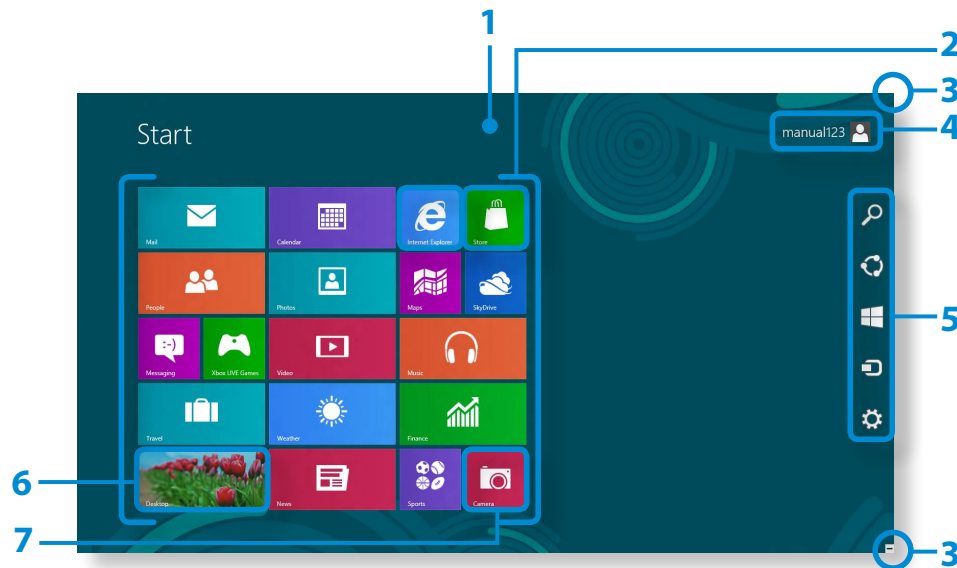 1
2
3
Start
manual123
4
Mail
Calendar
Internet Explorer
Store
People
Photos
Maps
SkyDrive
:-)
5
Messaging
Xbox LIVE Games
Video
Music
Travel
Weather
Finance
6
Desktop
News
Sports
Camera
7
3